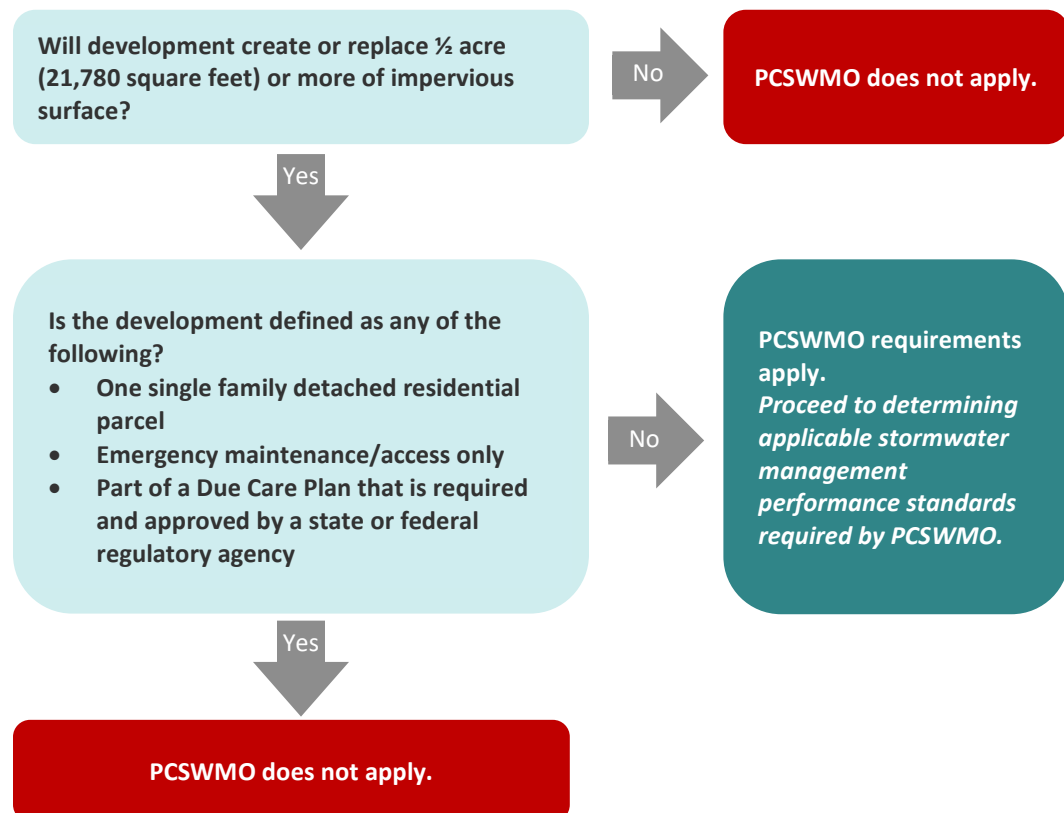 Will development create or replace ½ acre
(21,780 square feet) or more of impervious
surface?
No
PCSWMO does not apply.
Yes
Is the development defined as any of the
following?
• One single family detached residential
parcel
• Emergency maintenance/access only
• Part of a Due Care Plan that is required
and approved by a state or federal
regulatory agency
No
PCSWMO requirements
apply.
Proceed to determining
applicable stormwater
management
performance standards
required by PCSWMO.
Yes
PCSWMO does not apply.